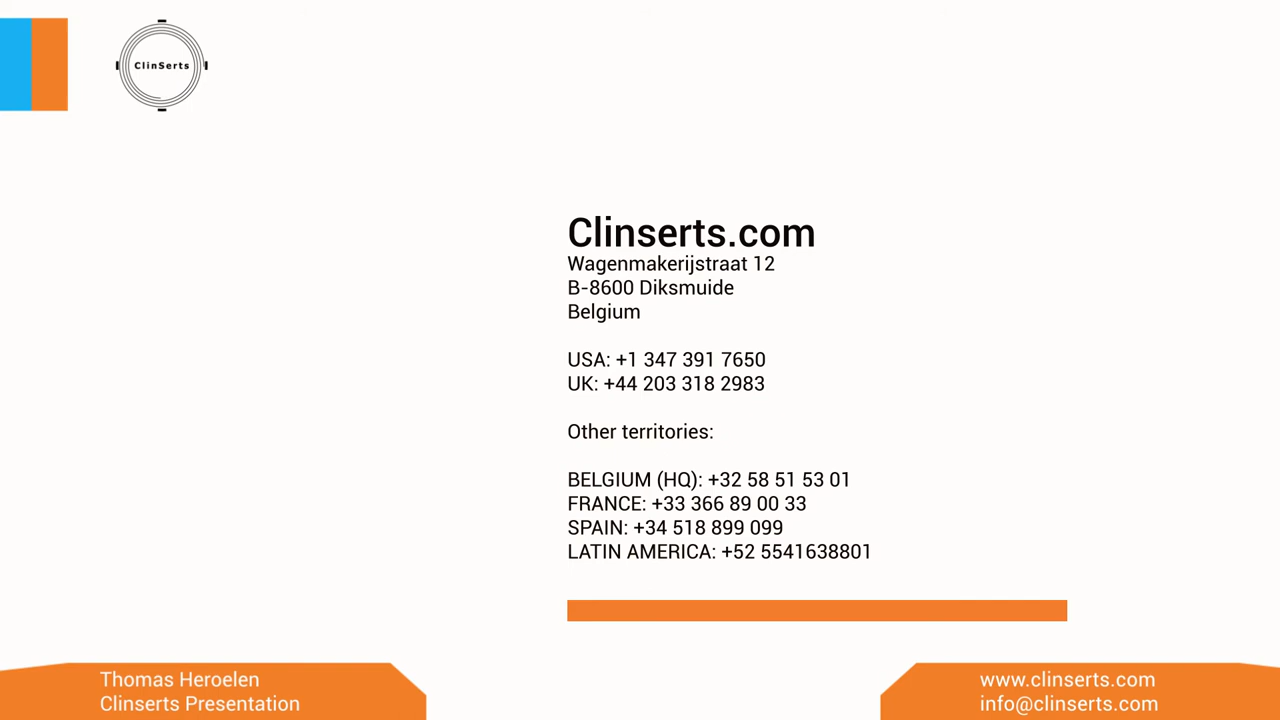 ClinSerts
Clinserts.com
Wagenmakerijstraat 12
B-8600 Diksmuide
Belgium
USA: +1 347 391 7650
UK: +44 203 318 2983
Other territories:
BELGIUM (HQ): +32 58 51 53 01
FRANCE: +33 366 89 00 33
SPAIN: +34 518 899 099
LATIN AMERICA: +52 5541638801
Thomas Heroelen
Clinserts Presentation
www.clinserts.com
info@clinserts.com